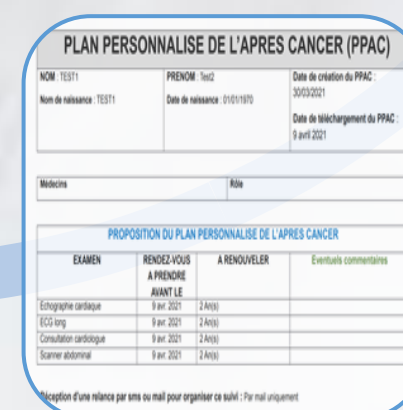 PLAN PERSONNALISE DE L'APRES CANCER (PPAC)
NOM : TEST1
PRENOM : Test2
Date de création du PPAC :
30/03/2021
Nom de naissance : TEST1
Date de naissance : 01/01/1970
Date de téléchargement du PPAC :
9 avril 2021
Médecins
Rôle
PROPOSITION DU PLAN PERSONNALISE DE L'APRES CANCER
EXAMEN
RENDEZ-VOUS
A PRENDRE
AVANT LE
A RENOUVELER
Eventuels commentaires
Echographie cardiaque 9 avr. 2021 2 An(s)
ECG long 9 avr. 2021 2 An(s)
Consultation cardiologue 9 avr. 2021 2 An(s)
Scanner abdominal 9 avr. 2021 2 An(s)
Réception d'une relance par sms ou mail pour organiser ce suivi : Par mail uniquement